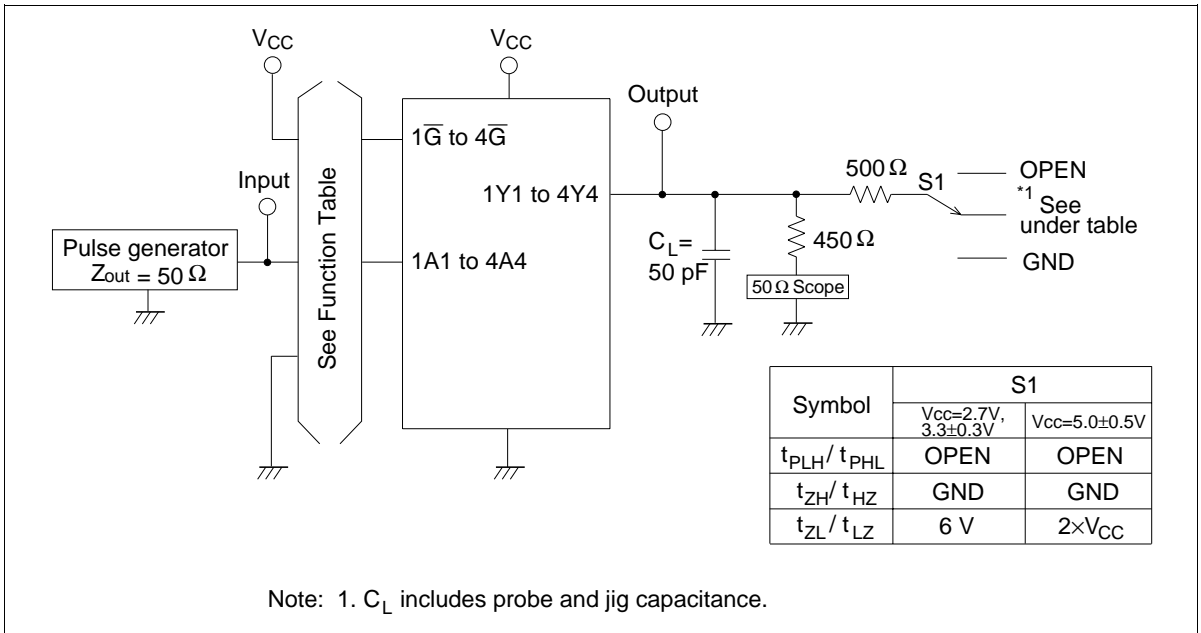 VCC
VCC
Output
Input
Pulse generator
Zout = 50 Ω
See Function Table
1G̅ to 4G̅
1A1 to 4A4
1Y1 to 4Y4
CL=
50 pF
450 Ω
50 Ω Scope
500 Ω
S1
OPEN
*1 See
under table
GND
Symbol S1
Vcc=2.7V,
3.3±0.3V
Vcc=5.0±0.5V
tPLH / tPHL OPEN OPEN
tZH / tHZ GND GND
tZL / tLZ 6 V 2×VCC
Note: 1. CL includes probe and jig capacitance.